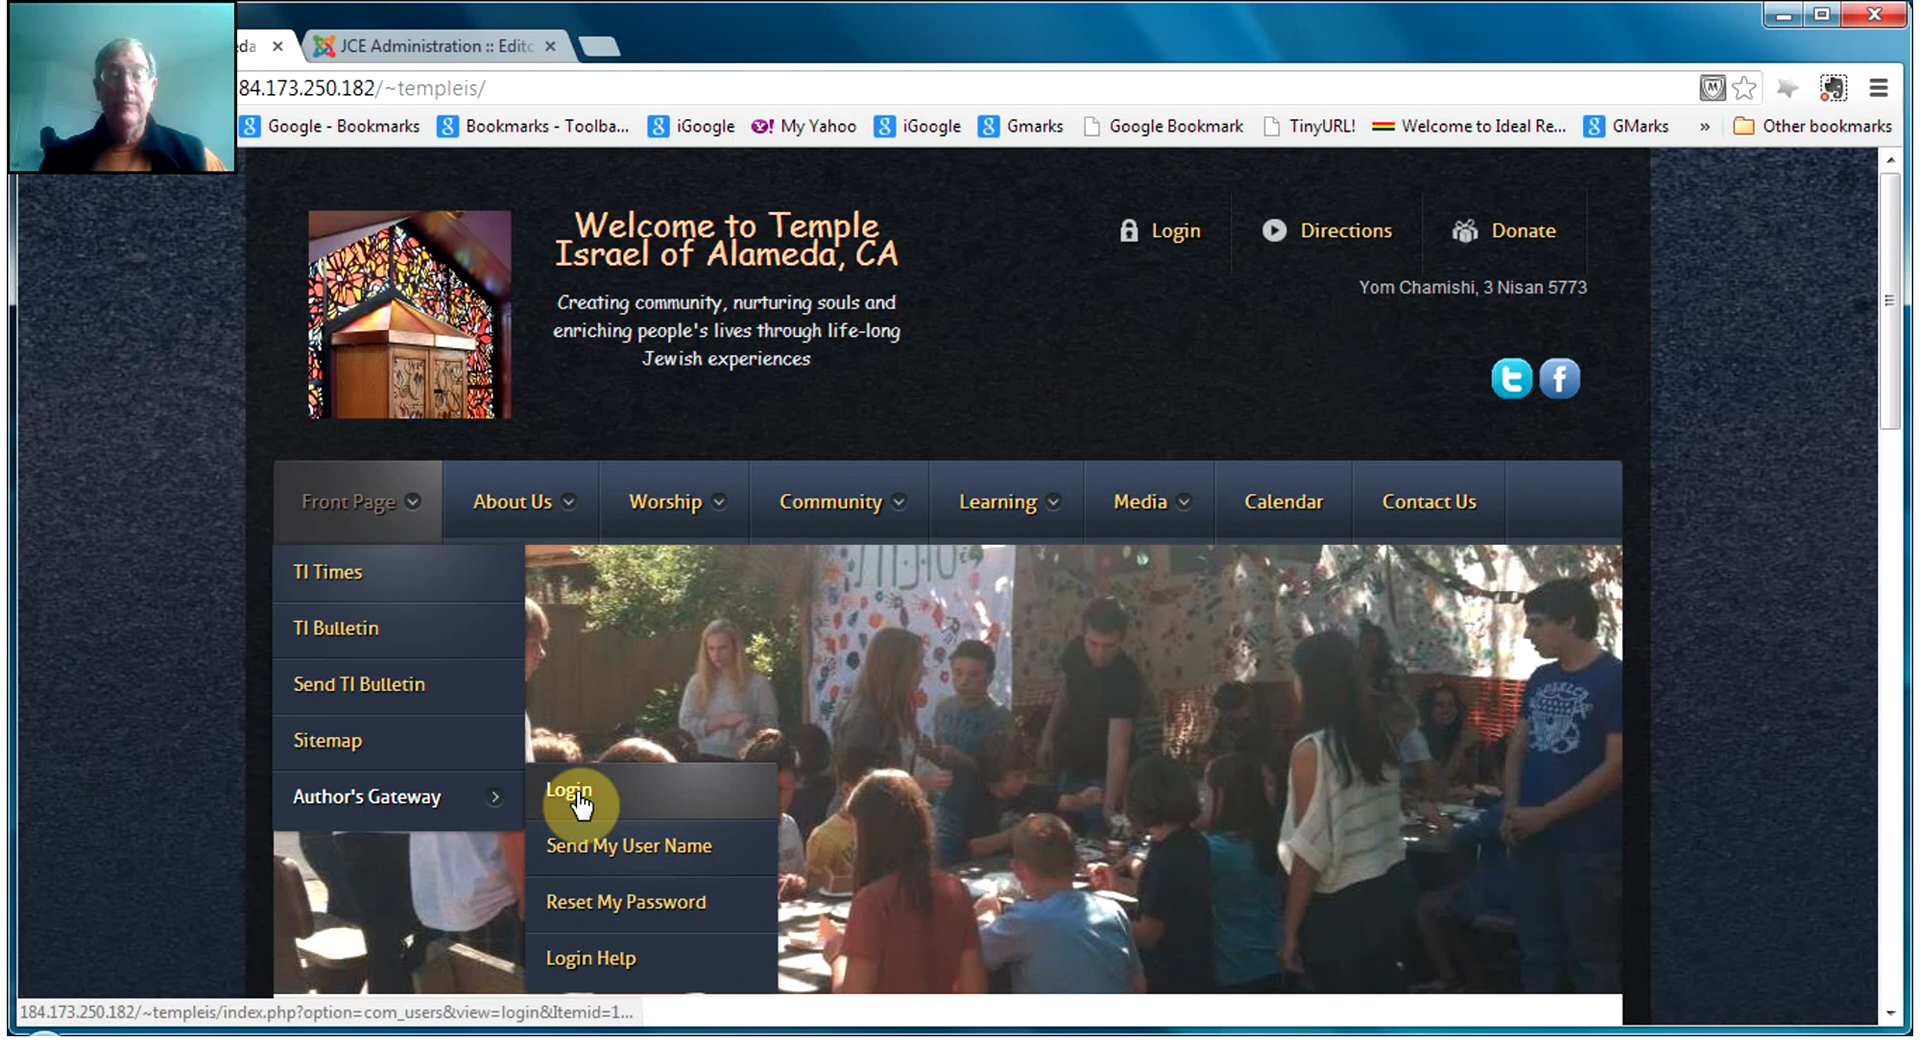 eda
JCE Administration :: Edito
84.173.250.182/~templeis/
Google - Bookmarks Bookmarks - Toolba... iGoogle My Yahoo iGoogle Gmarks Google Bookmark TinyURL! Welcome to Ideal Re... GMarks » Other bookmarks
Welcome to Temple
Israel of Alameda, CA
Creating community, nurturing souls and
enriching people's lives through life-long
Jewish experiences
Login Directions Donate
Yom Chamishi, 3 Nisan 5773
Front Page About Us Worship Community Learning Media Calendar Contact Us
TI Times
TI Bulletin
Send TI Bulletin
Sitemap
Author's Gateway
Login
Send My User Name
Reset My Password
Login Help
184.173.250.182/~templeis/index.php?option=com_users&view=login&Itemid=1...